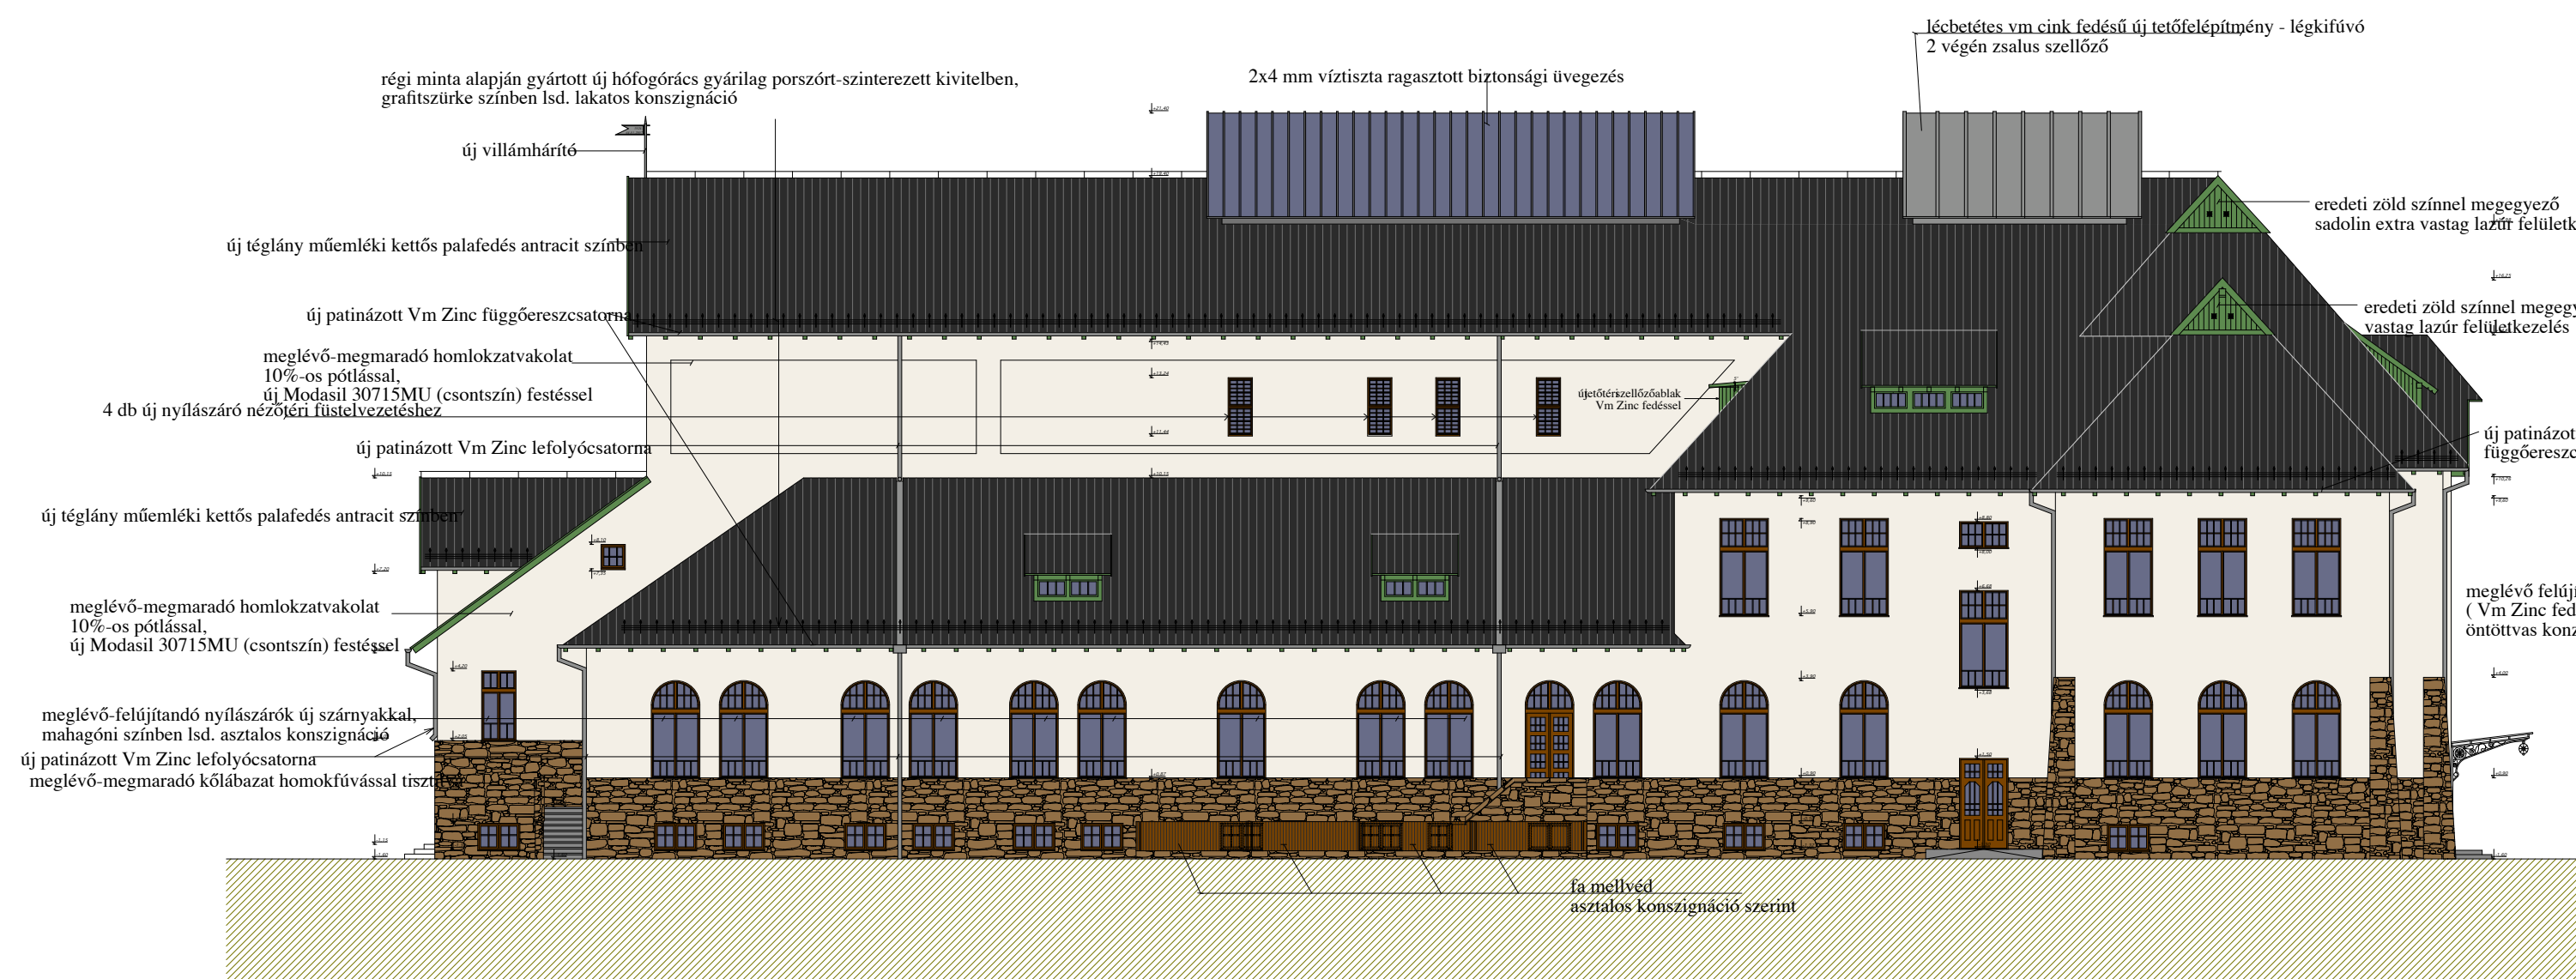 lécbetétes vm cink fedésű új tetőfelépítmény - légkifúvó
2 végén zsalus szellőző
régi minta alapján gyártott új hófogórács gyárilag porszórt-szinterezett kivitelben,
grafitszürke színben lsd. lakatos konszignáció
2x4 mm víztiszta ragasztott biztonsági üvegezés
új villámhárító
eredeti zöld színnel megegyező
sadolin extra vastag lazúr felületk
új téglány műemléki kettős palafedés antracit színben
új patinázott Vm Zinc függőereszcsatorna
eredeti zöld színnel megegy
vastag lazúr felületkezelés
meglévő-megmaradó homlokzatvakolat
10%-os pótlással,
új Modasil 30715MU (csontszín) festéssel
4 db új nyílászáró nézőtéri füstelvezetéshez
Vm Zinc fedéssel
új patinázott Vm Zinc lefolyócsatorna
új patinázot
függőereszc
új téglány műemléki kettős palafedés antracit színben
meglévő-megmaradó homlokzatvakolat
10%-os pótlással,
új Modasil 30715MU (csontszín) festéssel
meglévő felújí
( Vm Zinc fed
öntöttvas konz
meglévő-felújítandó nyílászárók új szárnyakkal,
mahagóni színben lsd. asztalos konszignáció
új patinázott Vm Zinc lefolyócsatorna
meglévő-megmaradó kőlábazat homokfúvással
fa mellvéd
asztalos konszignáció szerint